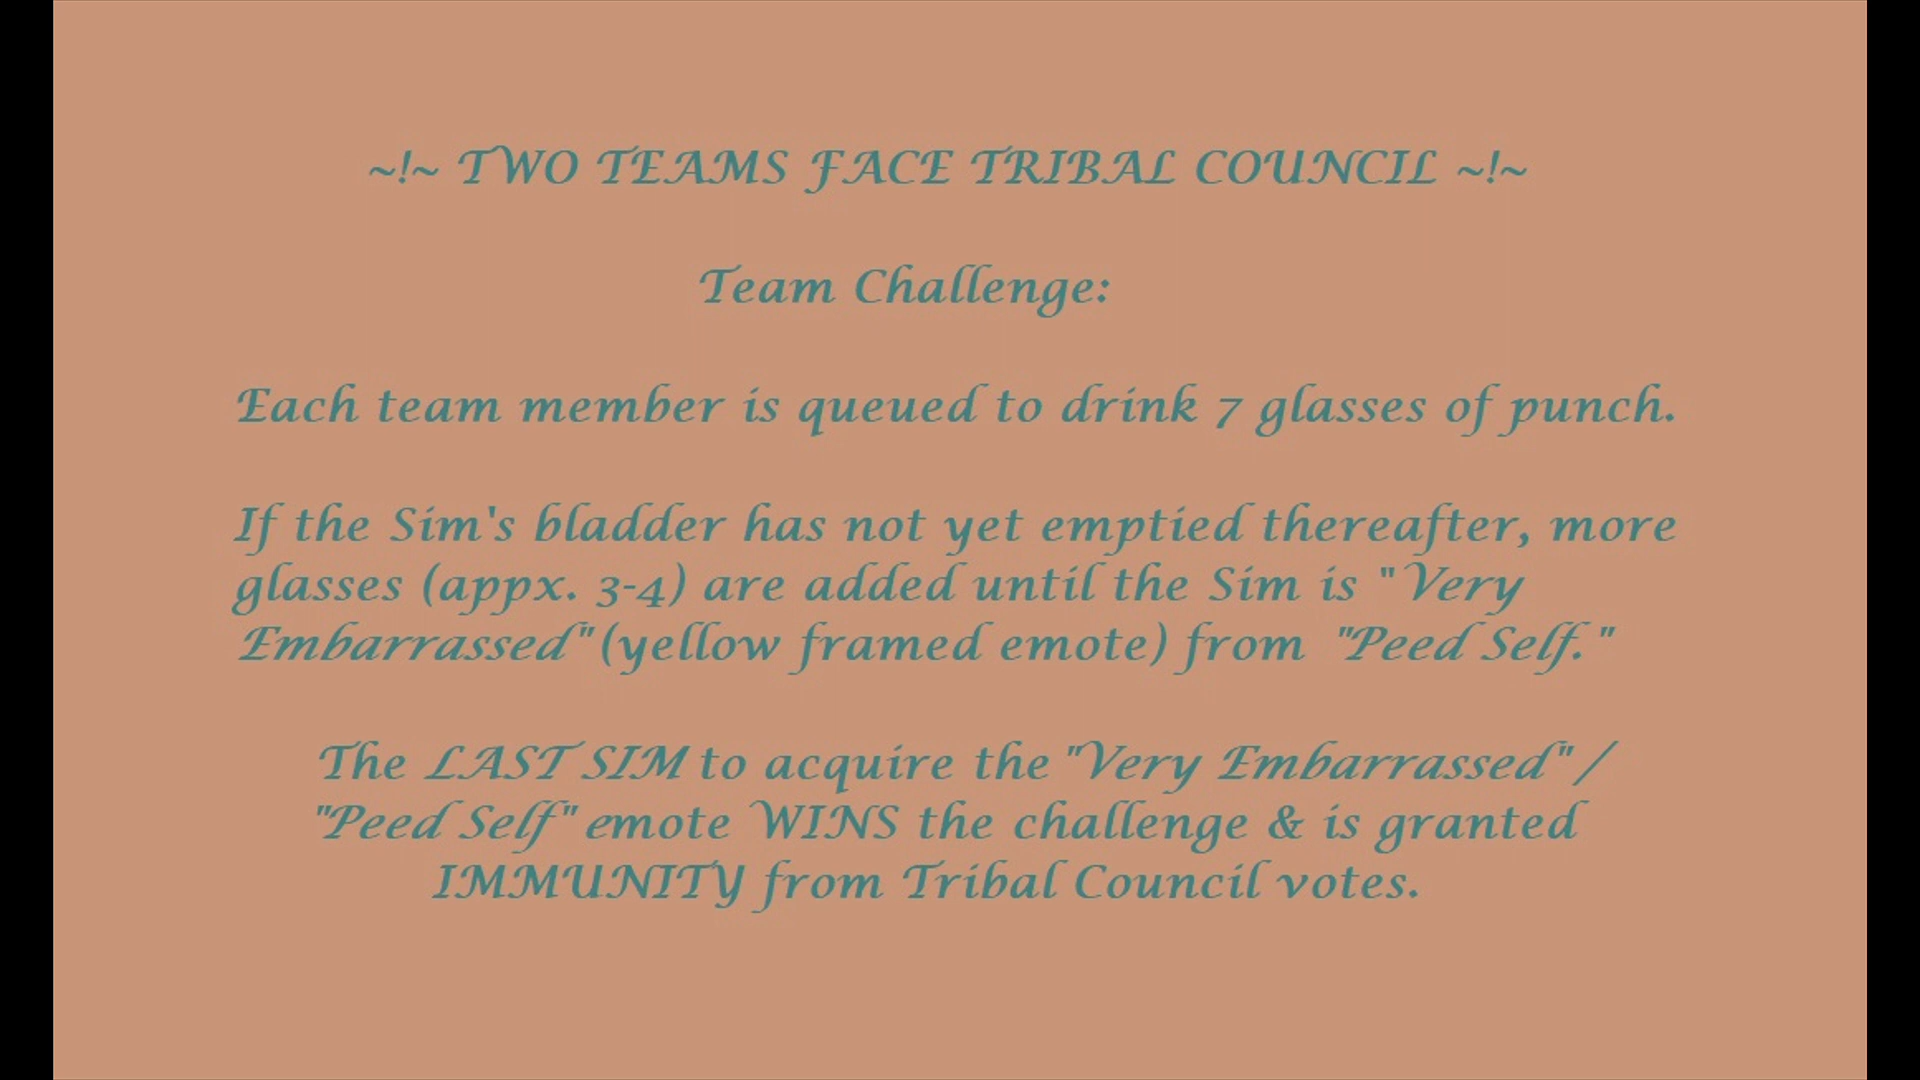 ~!~ TWO TEAMS FACE TRIBAL COUNCIL ~!~
Team Challenge:
Each team member is queued to drink 7 glasses of punch.
If the Sim's bladder has not yet emptied thereafter, more
glasses (appx. 3-4) are added until the Sim is "Very
Embarrassed" (yellow framed emote) from "Peed Self."
The LAST SIM to acquire the "Very Embarrassed" /
"Peed Self" emote WINS the challenge & is granted
IMMUNITY from Tribal Council votes.